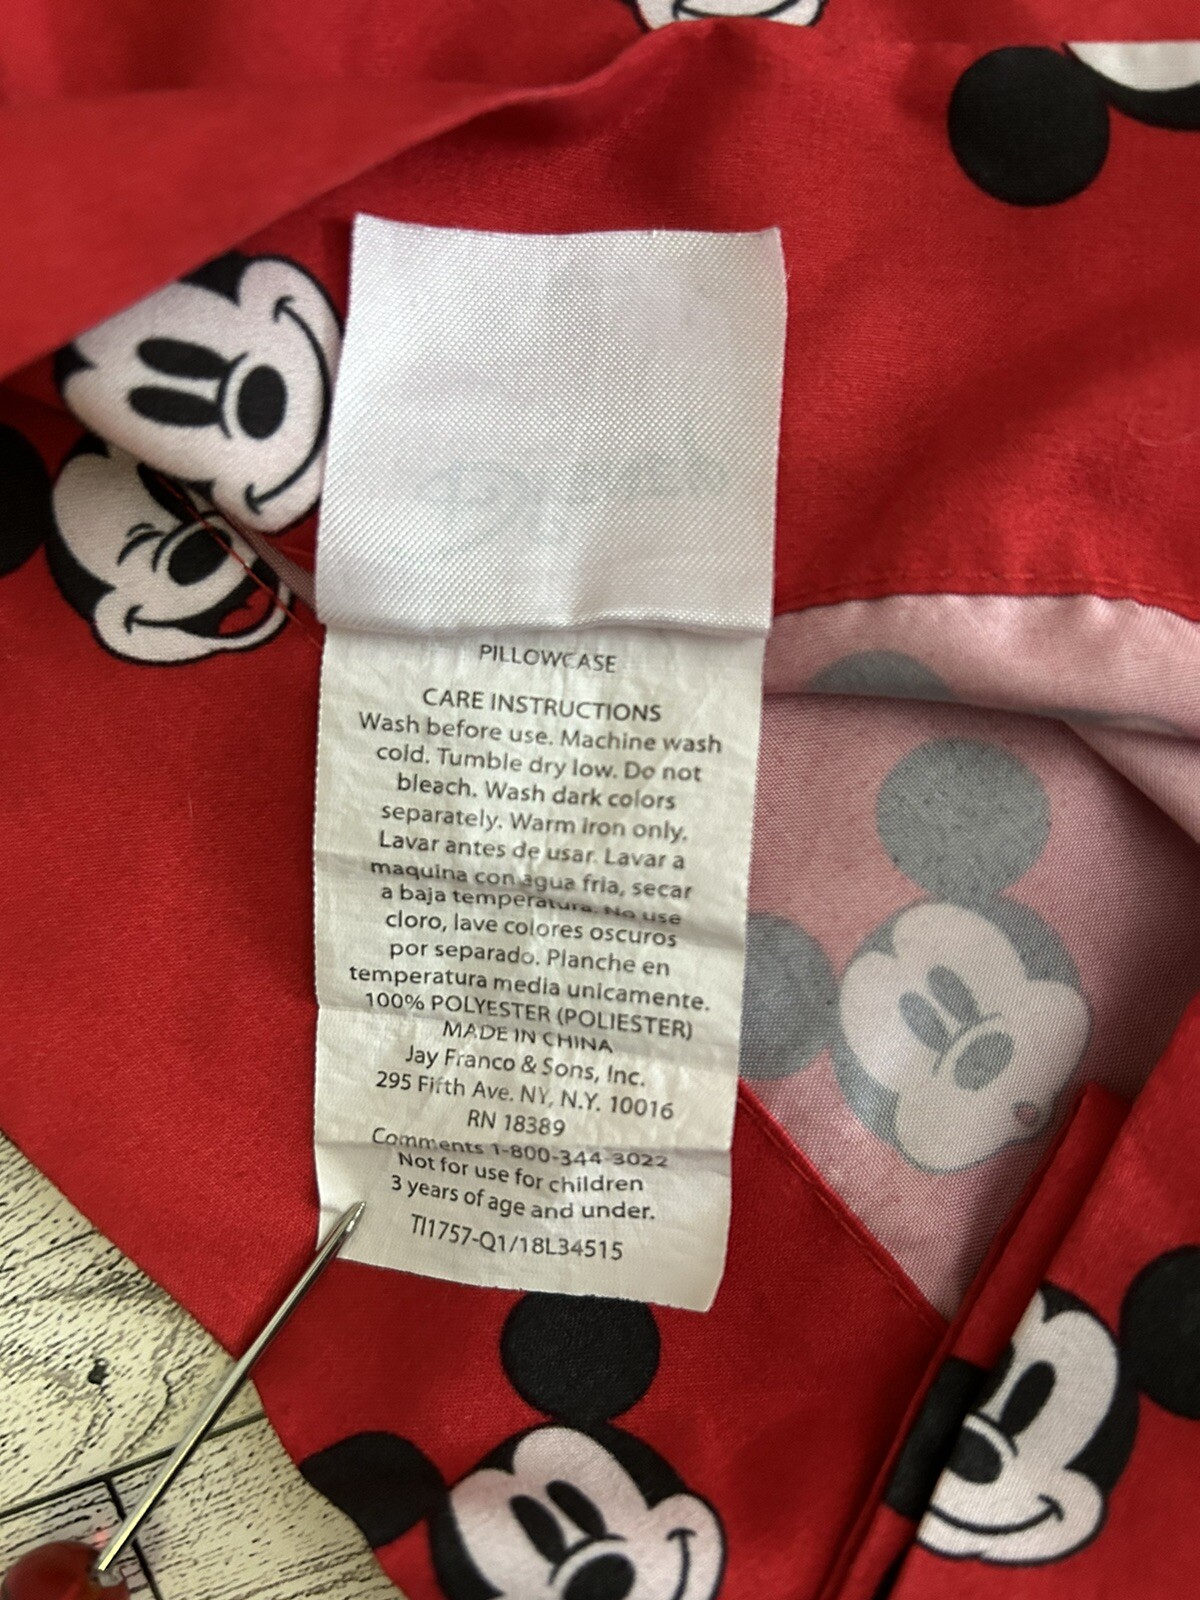 PILLOWCASE
CARE INSTRUCTIONS
Wash before use. Machine wash
cold. Tumble dry low. Do not
bleach. Wash dark colors
separately. Warm iron only.
Lavar antes de usar. Lavar a
maquina con agua fria, secar
a baja temperatura. No use
cloro, lave colores oscuros
por separado. Planche en
temperatura media unicamente.
100% POLYESTER (POLIESTER)
MADE IN CHINA
Jay Franco & Sons, Inc.
295 Fifth Ave. NY, N.Y. 10016
RN 18389
Comments 1-800-344-3022
Not for use for children
3 years of age and under.
TI1757-Q1/18L34515